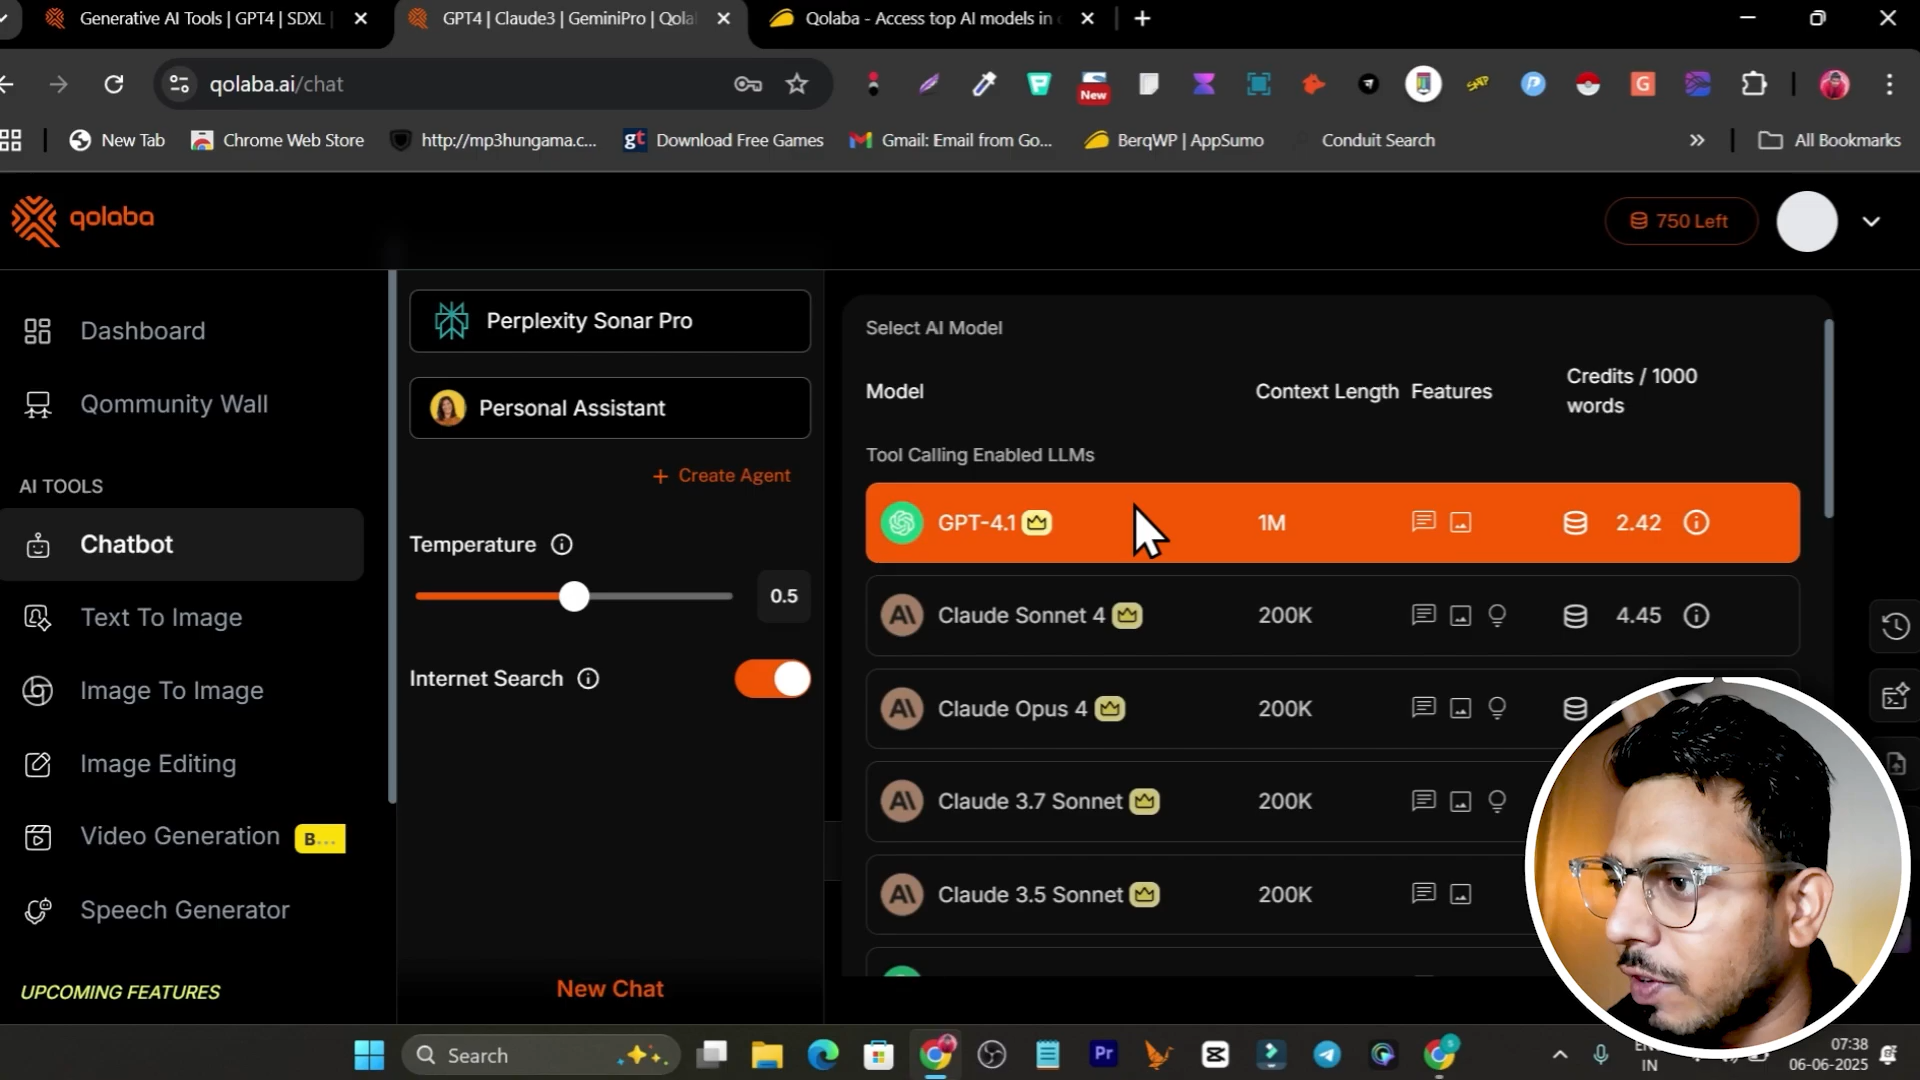 Generative AI Tools | GPT4 | SDXL |
GPT4 | Claude3 | GeminiPro | Qola
Qolaba - Access top AI models in
qolaba.ai/chat
New
New Tab
Chrome Web Store
http://mp3hungama.c...
gt
Download Free Games
Gmail: Email from Go...
BerqWP | AppSumo
Conduit Search
All Bookmarks
qolaba
750 Left
Dashboard
Qommunity Wall
AI TOOLS
Chatbot
Text To Image
Image To Image
Image Editing
Video Generation B...
Speech Generator
UPCOMING FEATURES
Perplexity Sonar Pro
Personal Assistant
+ Create Agent
Temperature
0.5
Internet Search
New Chat
Select AI Model
Model Context Length Features Credits / 1000 words
Tool Calling Enabled LLMs
GPT-4.1 1M 2.42
Claude Sonnet 4 200K 4.45
Claude Opus 4 200K
Claude 3.7 Sonnet 200K
Claude 3.5 Sonnet 200K
Search
Pr
IN
07:38
06-06-2025